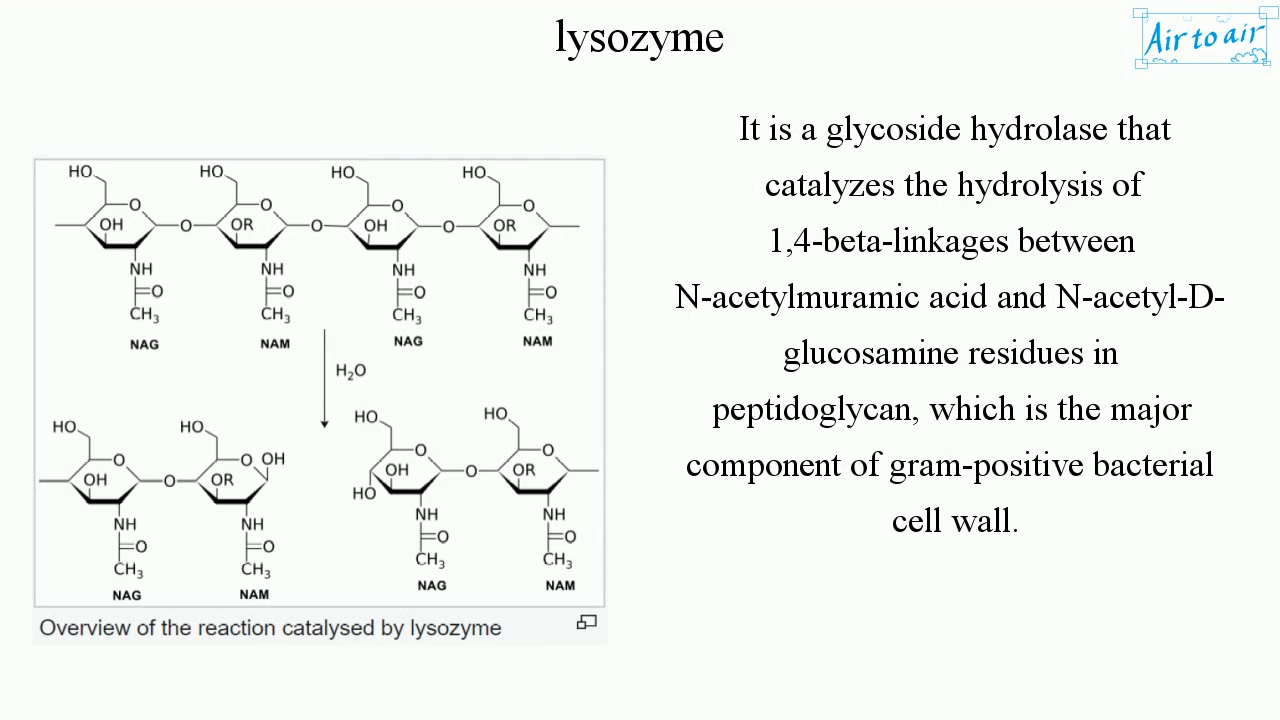 lysozyme
Air to air
It is a glycoside hydrolase that
catalyzes the hydrolysis of
1,4-beta-linkages between
N-acetylmuramic acid and N-acetyl-D-
glucosamine residues in
peptidoglycan, which is the major
component of gram-positive bacterial
cell wall.
HO HO HO HO
O O O O
OH O OR O OH O OR
NH NH NH NH
O O O O
CH₃ CH₃ CH₃ CH₃
NAG NAM NAG NAM
H₂O
HO HO HO HO
O O OH O O
OH O OR OH O OR
HO
NH NH NH NH
O O O O
CH₃ CH₃ CH₃ CH₃
NAG NAM NAG NAM
Overview of the reaction catalysed by lysozyme